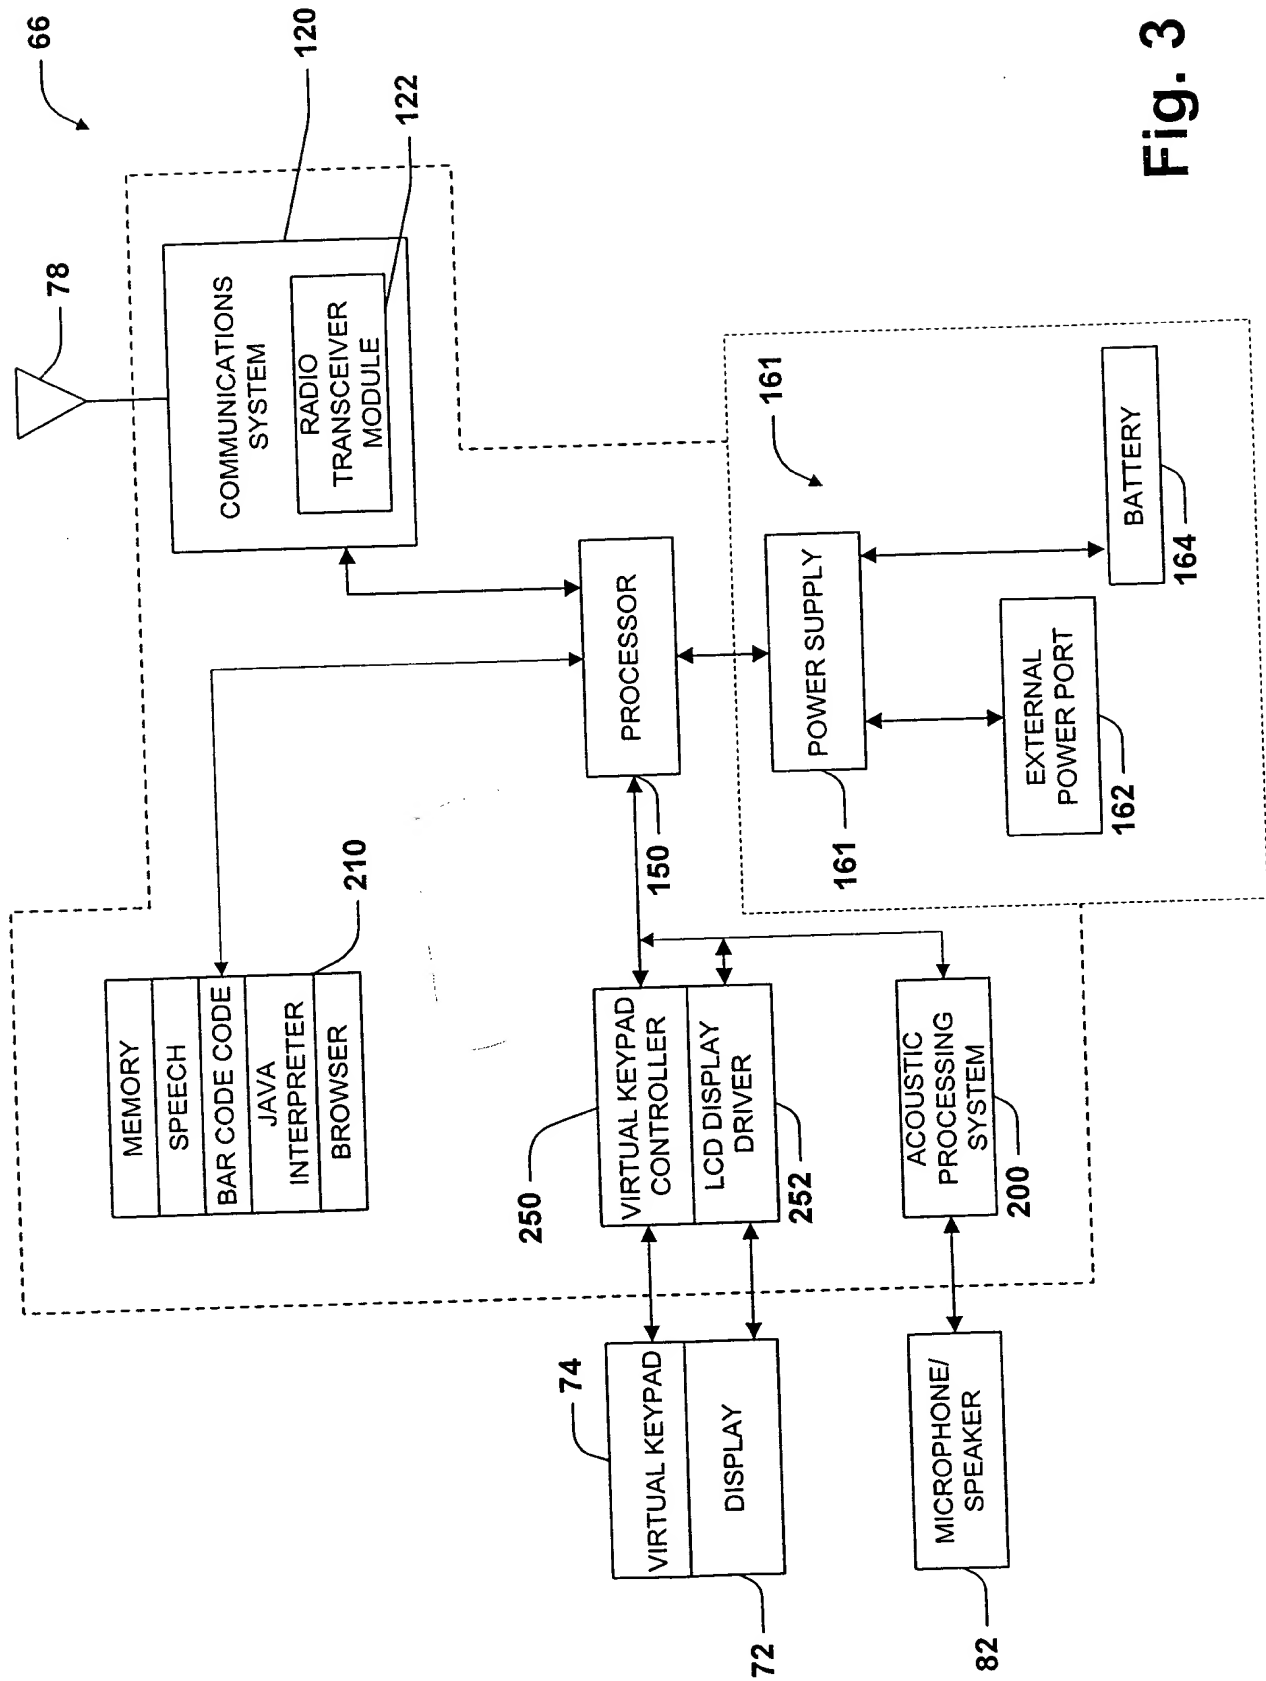 66
78
120
COMMUNICATIONS
SYSTEM
RADIO
TRANSCEIVER
MODULE
122
MEMORY
SPEECH
BAR CODE CODE
JAVA
INTERPRETER
BROWSER
210
PROCESSOR
150
74
VIRTUAL KEYPAD
DISPLAY
72
250
VIRTUAL KEYPAD
CONTROLLER
LCD DISPLAY
DRIVER
252
161
POWER SUPPLY
161
MICROPHONE/
SPEAKER
82
ACOUSTIC
PROCESSING
SYSTEM
200
EXTERNAL
POWER PORT
162
BATTERY
164
Fig. 3